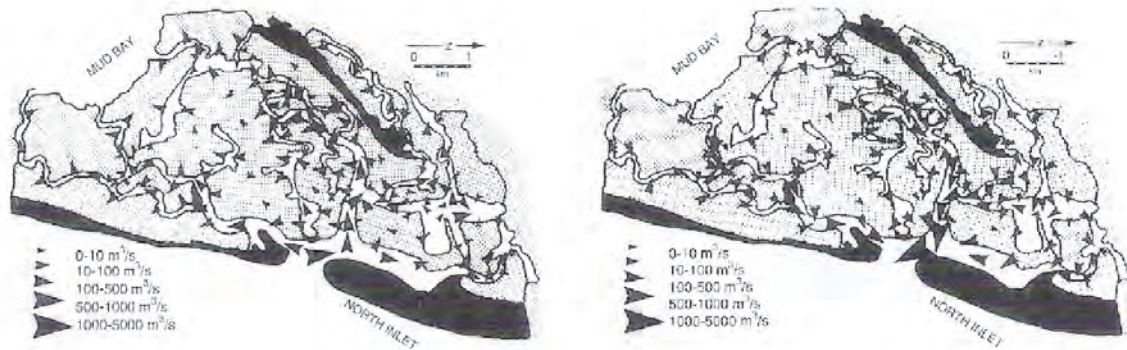 MUD BAY
Z
0 1
km
0-10 m³/s
10-100 m³/s
100-500 m³/s
500-1000 m³/s
1000-5000 m³/s
NORTH INLET
MUD BAY
Z
0 1
km
0-10 m³/s
10-100 m³/s
100-500 m³/s
500-1000 m³/s
1000-5000 m³/s
NORTH INLET